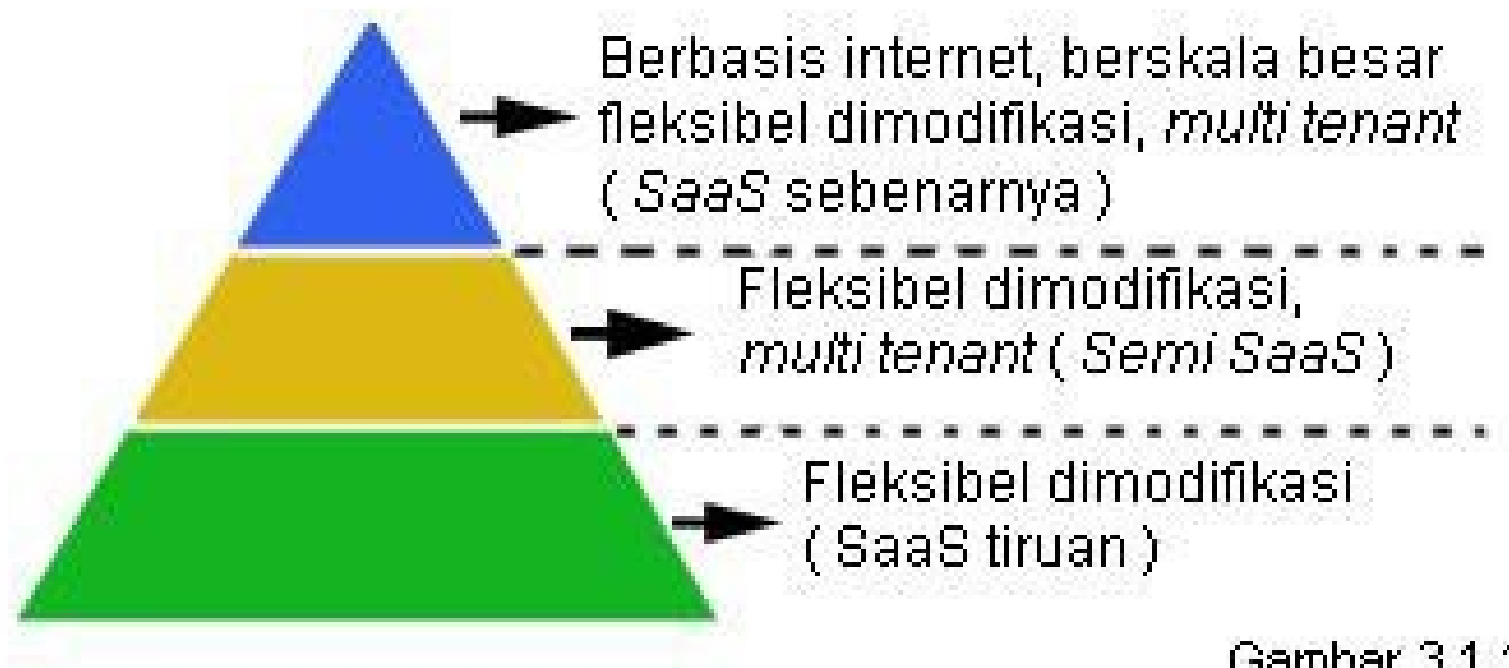 Berbasis internet, berskala besar
fleksibel dimodifikasi, multi tenant
( SaaS sebenarnya )
Fleksibel dimodifikasi,
multi tenant ( Semi SaaS )
Fleksibel dimodifikasi
( SaaS tiruan )
Gambar 3.1